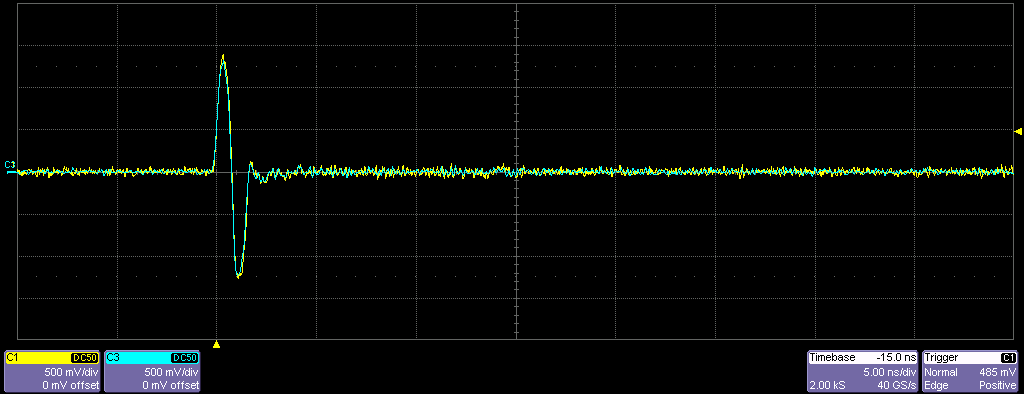 C3
C1 DC50
500 mV/div
0 mV offset
C3 DC50
500 mV/div
0 mV offset
Timebase -15.0 ns
5.00 ns/div
2.00 kS 40 GS/s
Trigger C1
Normal 485 mV
Edge Positive